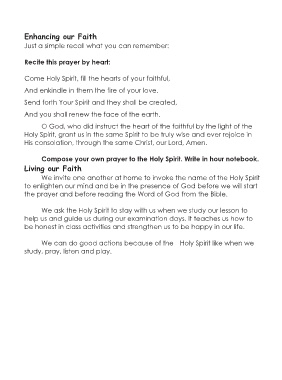 Enhancing our Faith
Just a simple recall what you can remember:
Recite this prayer by heart:
Come Holy Spirit, fill the hearts of your faithful.
And enkindle in them the fire of your love.
Send forth Your Spirit and they shall be created.
And you shall renew the face of the earth.
O God, who did instruct the heart of the faithful by the light of the
Holy Spirit, grant us in the same Spirit to be truly wise and ever rejoice in
His consolation, through the same Christ, our Lord, Amen.
Compose your own prayer to the Holy Spirit. Write in hour notebook.
Living our Faith
We invite one another at home to invoke the name of the Holy Spirit
to enlighten our mind and be in the presence of God before we will start
the prayer and before reading the Word of God from the Bible.
We ask the Holy Spirit to stay with us when we study our lesson to
help us and guide us during our examination days. It teaches us how to
be honest in class activities and strengthen us to be happy in our life.
We can do good actions because of the Holy Spirit like when we
study, pray, listen and play.